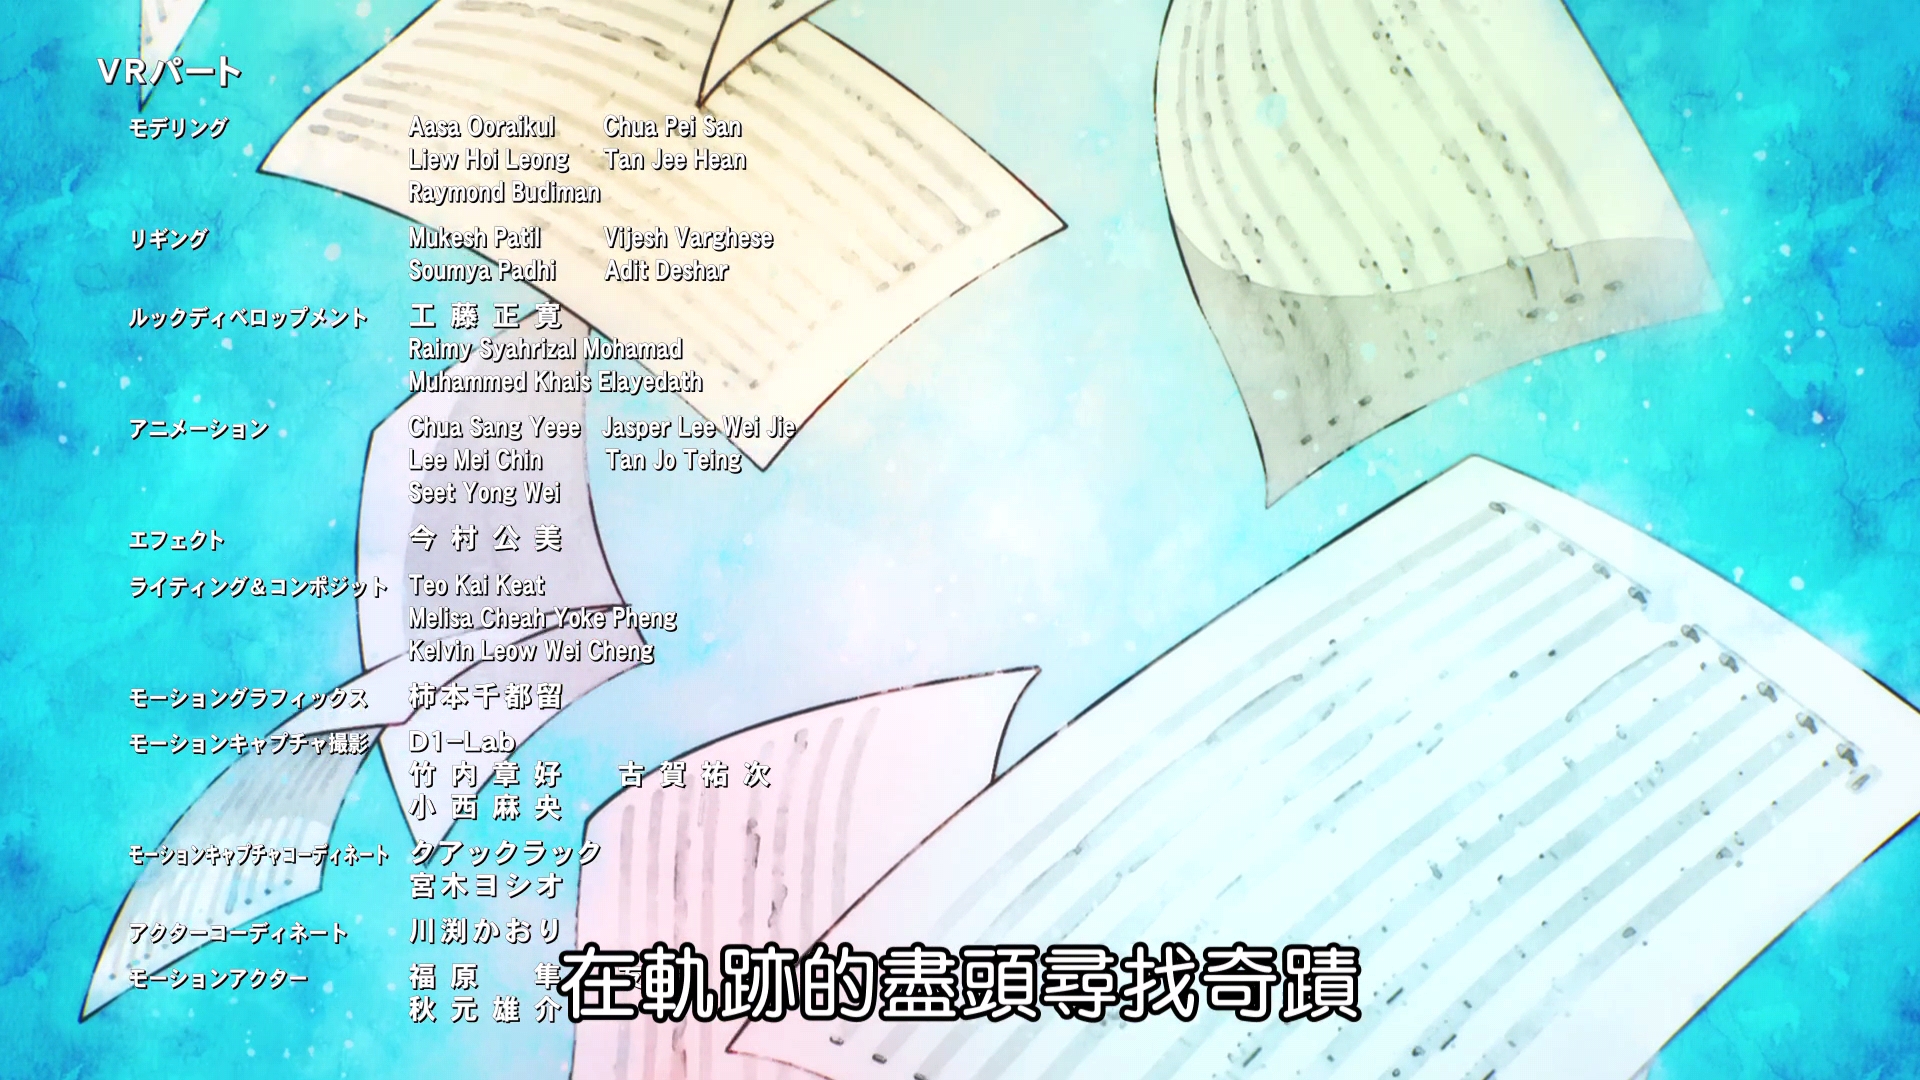 VRパート
モデリング Aasa Ooraikul Chua Pei San
Liew Hoi Leong Tan Jee Hean
Raymond Budiman
リギング Mukesh Patil Vijesh Varghese
Soumya Padhi Adit Deshar
ルックディベロップメント 工藤正寛
Raimy Syahrizal Mohamad
Muhammed Khais Elayedath
アニメーション Chua Sang Yeee Jasper Lee Wei Jie
Lee Mei Chin Tan Jo Teing
Seet Yong Wei
エフェクト 今村公美
ライティング&コンポジット Teo Kai Keat
Melisa Cheah Yoke Pheng
Kelvin Leow Wei Cheng
モーショングラフィックス 柿本千都留
モーションキャプチャ撮影 D1-Lab
竹内章好 古賀祐次
小西麻央
モーションキャプチャコーディネート クアックラック
宮木ヨシオ
アクターコーディネート 川渕かおり
モーションアクター 福原 隼
秋元雄介
在軌跡的盡頭尋找奇蹟